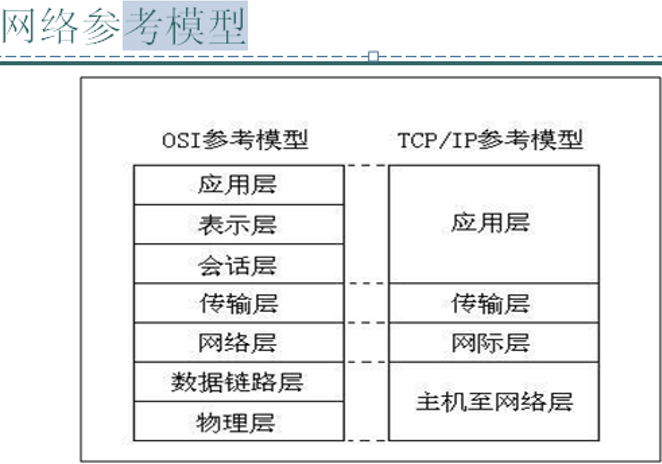 网络参考模型
OSI参考模型
TCP/IP参考模型
应用层
表示层
会话层
传输层
网络层
数据链路层
物理层
应用层
传输层
网际层
主机至网络层